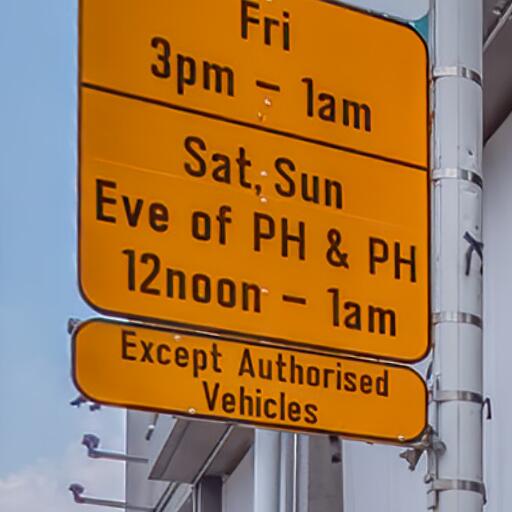 Fri
3pm – 1am
Sat, Sun
Eve of PH & PH
12noon – 1am
Except Authorised
Vehicles